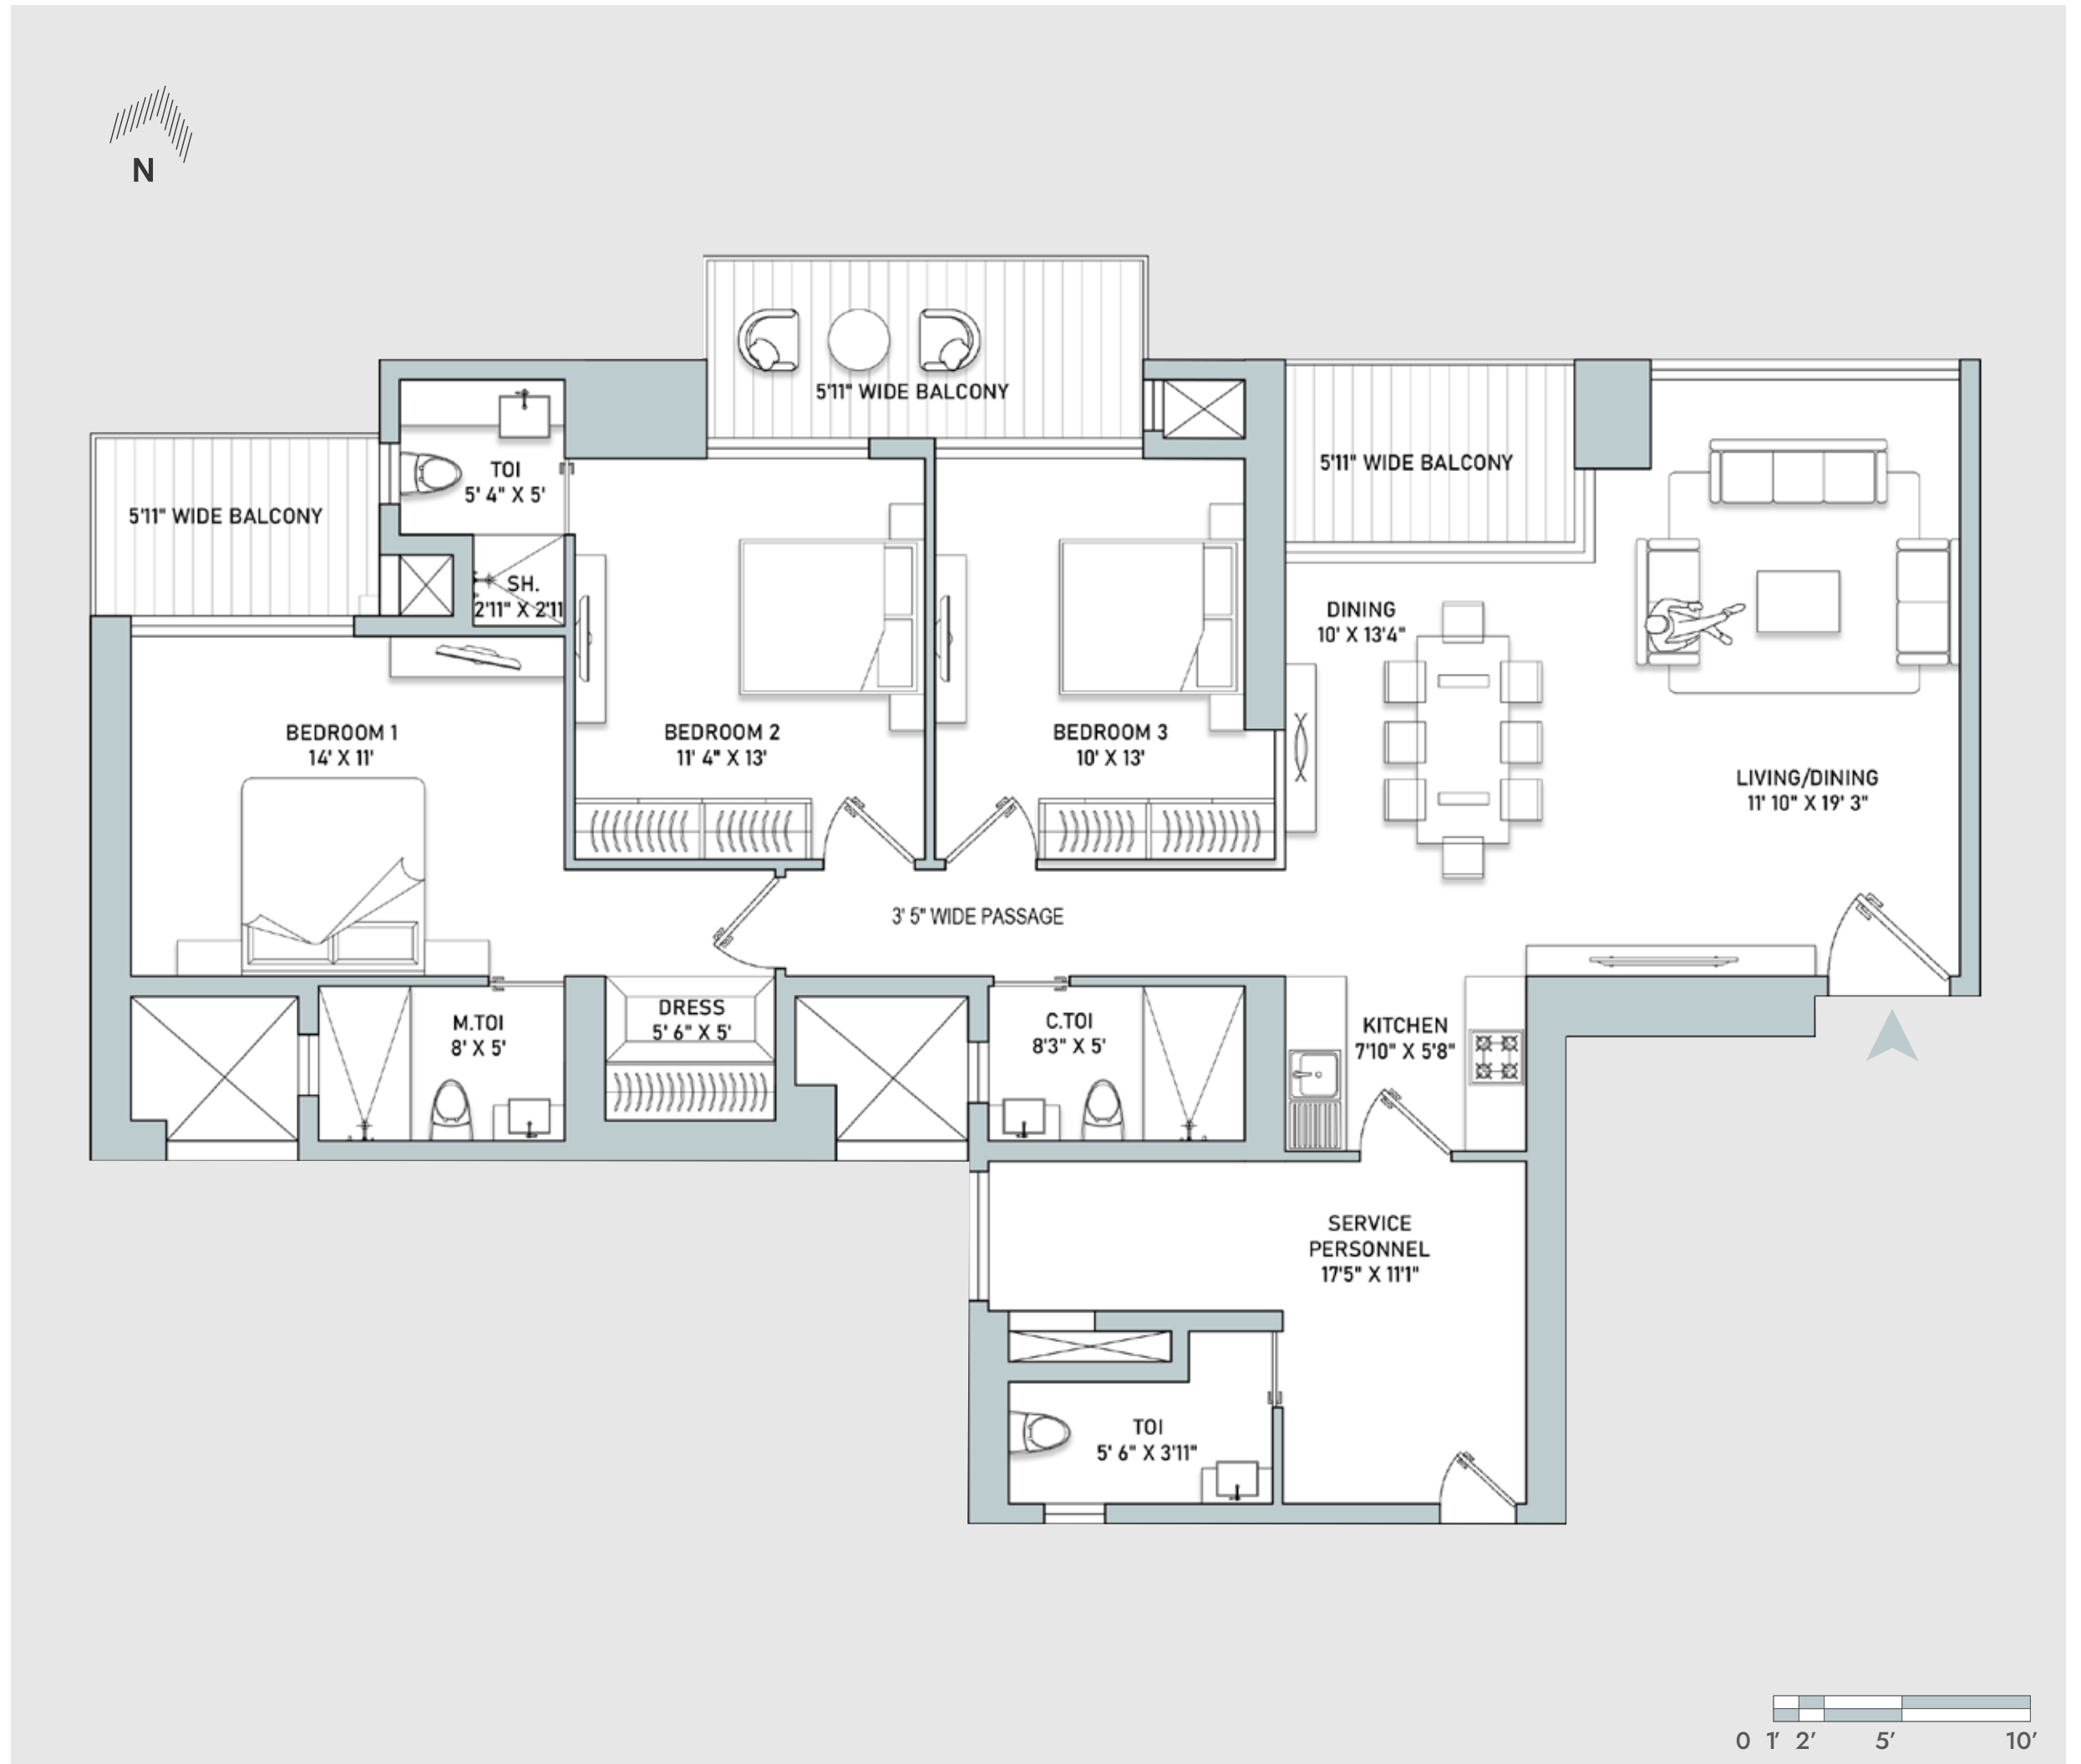 N
5'11" WIDE BALCONY
TOI
5' 4" X 5'
5'11" WIDE BALCONY
5'11" WIDE BALCONY
SH.
2'11" X 2'11
DINING
10' X 13'4"
BEDROOM 1
14' X 11'
BEDROOM 2
11' 4" X 13'
BEDROOM 3
10' X 13'
LIVING/DINING
11' 10" X 19' 3"
3' 5" WIDE PASSAGE
M.TOI
8' X 5'
DRESS
5' 6" X 5'
C.TOI
8'3" X 5'
KITCHEN
7'10" X 5'8"
SERVICE
PERSONNEL
17'5" X 11'1"
TOI
5' 6" X 3'11"
0 1' 2' 5' 10'